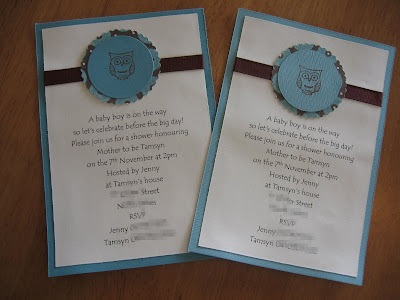 A baby boy is on the way
so let's celebrate before the big day!
Please join us for a shower honouring
Mother to be Tamsyn
on the 7th November at 2pm
Hosted by Jenny
at Tamsyn's house
Street
RSVP
Jenny
Tamsyn
A baby boy is on the way
so let's celebrate before the big day!
Please join us for a shower honouring
Mother to be Tamsyn
on the 7th November at 2pm
Hosted by Jenny
at Tamsyn's house
Street
RSVP
Jenny
Tamsyn